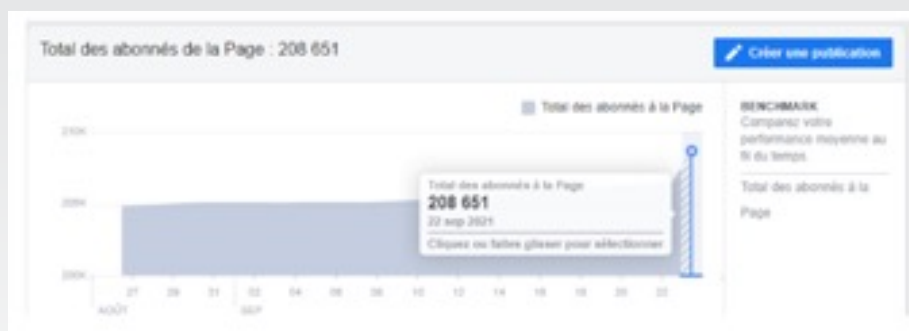 Total des abonnés de la Page : 208 651
Créer une publication
Total des abonnés à la Page
BENCHMARK
Comparez votre
performance moyenne au
fil du temps.
Total des abonnés à la
Page
210K
205K
200K
Total des abonnés à la Page
208 651
22 sep 2021
Cliquez ou faites glisser pour sélectionner
27 29 31 02 04 06 08 10 12 14 16 18 20 22
AOÛT SEP